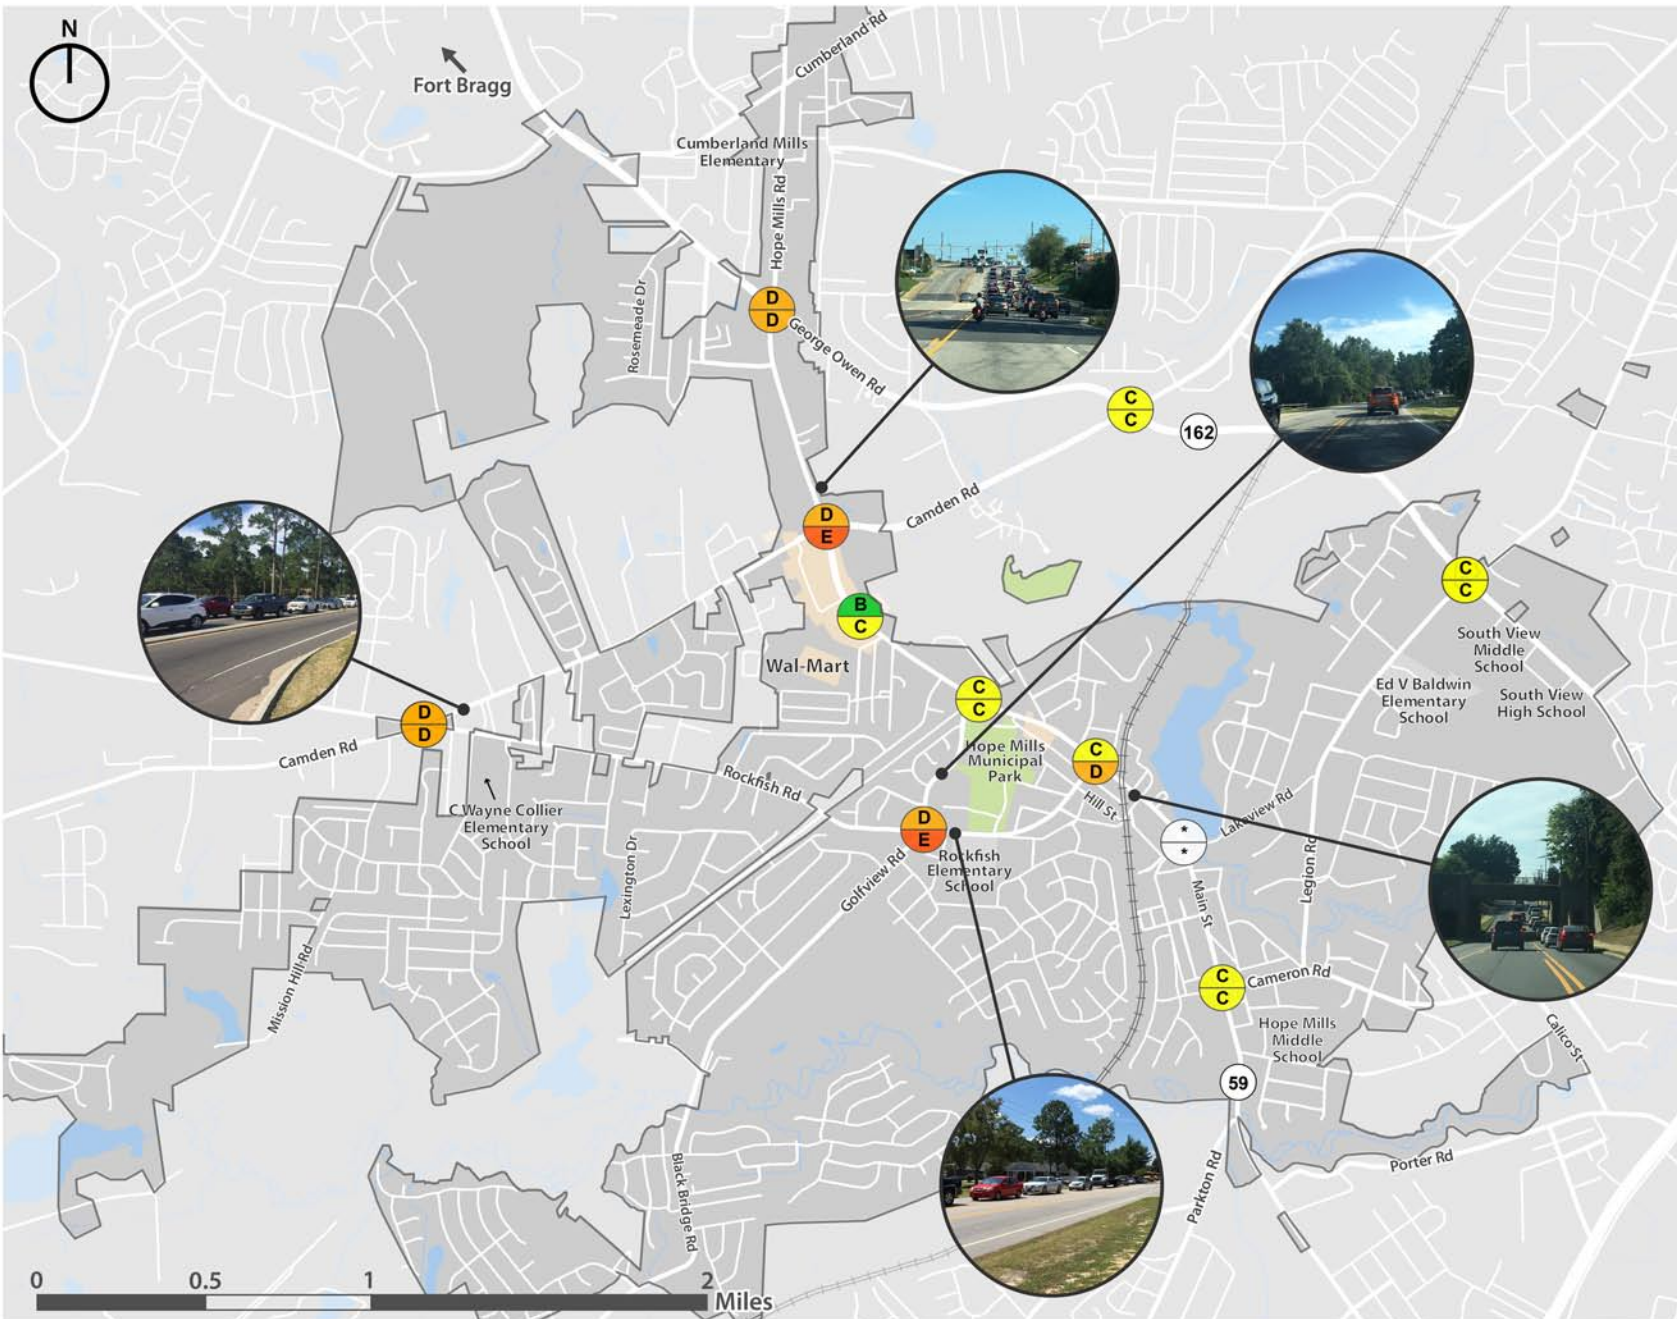 N
Fort Bragg
Cumberland Rd
Cumberland Mills
Elementary
Hope Mills Rd
Rosemeade Dr
D
D
George Owen Rd
C
C
162
Camden Rd
D
E
B
C
C
C
South View
Middle
School
Wal-Mart
Ed V Baldwin
Elementary
School
South View
High School
C
C
D
D
Camden Rd
Hope Mills
Municipal
Park
C
D
Rockfish Rd
Hill St
Lakeview Rd
C Wayne Collier
Elementary
School
D
E
*
*
Rockfish
Elementary
School
Lexington Dr
Golfview Rd
Main St
Legion Rd
Mission Hill Rd
C
C
Cameron Rd
Hope Mills
Middle
School
Calico St
59
Black Bridge Rd
Parkton Rd
Porter Rd
0 0.5 1 2
Miles